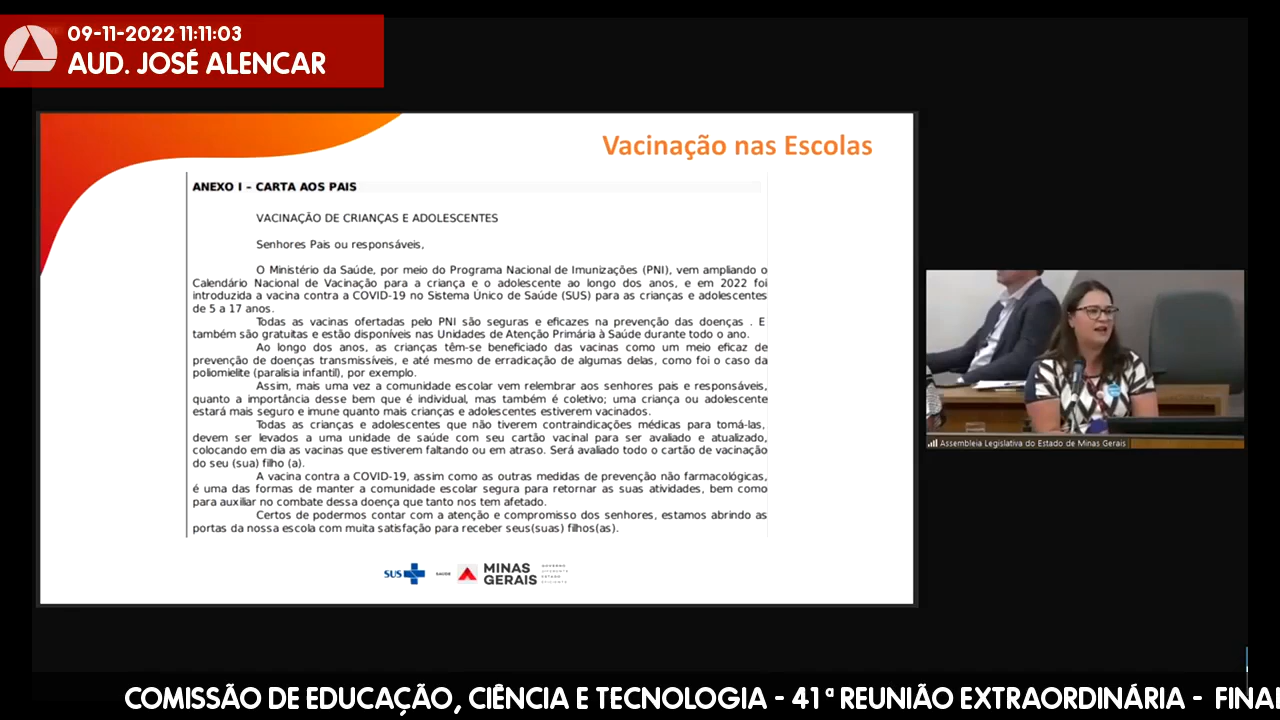 09-11-2022 11:11:03
AUD. JOSÉ ALENCAR
Vacinação nas Escolas
ANEXO I – CARTA AOS PAIS
VACINAÇÃO DE CRIANÇAS E ADOLESCENTES
Senhores Pais ou responsáveis,
O Ministério da Saúde, por meio do Programa Nacional de Imunizações (PNI), vem ampliando o
Calendário Nacional de Vacinação para a criança e o adolescente ao longo dos anos, e em 2022 foi
introduzida a vacina contra a COVID-19 no Sistema Único de Saúde (SUS) para as crianças e adolescentes
de 5 a 17 anos.
Todas as vacinas ofertadas pelo PNI são seguras e eficazes na prevenção das doenças . E
também são gratuitas e estão disponíveis nas Unidades de Atenção Primária à Saúde durante todo o ano.
Ao longo dos anos, as crianças têm-se beneficiado das vacinas como um meio eficaz de
prevenção de doenças transmissíveis, e até mesmo de erradicação de algumas delas, como foi o caso da
poliomielite (paralisia infantil), por exemplo.
Assim, mais uma vez a comunidade escolar vem relembrar aos senhores pais e responsáveis,
quanto a importância desse bem que é individual, mas também é coletivo; uma criança ou adolescente
estará mais seguro e imune quanto mais crianças e adolescentes estiverem vacinados.
Todas as crianças e adolescentes que não tiverem contraindicações médicas para tomá-las,
devem ser levados a uma unidade de saúde com seu cartão vacinal para ser avaliado e atualizado,
colocando em dia as vacinas que estiverem faltando ou em atraso. Será avaliado todo o cartão de vacinação
do seu (sua) filho (a).
A vacina contra a COVID-19, assim como as outras medidas de prevenção não farmacológicas,
é uma das formas de manter a comunidade escolar segura para retornar as suas atividades, bem como
para auxiliar no combate dessa doença que tanto nos tem afetado.
Certos de podermos contar com a atenção e compromisso dos senhores, estamos abrindo as
portas da nossa escola com muita satisfação para receber seus(suas) filhos(as).
SUS
SAÚDE
MINAS
GERAIS
GOVERNO
DIFERENTE
ESTADO
EFICIENTE
Assembleia Legislativa do Estado de Minas Gerais
COMISSÃO DE EDUCAÇÃO, CIÊNCIA E TECNOLOGIA - 41ª REUNIÃO EXTRAORDINÁRIA - FINA